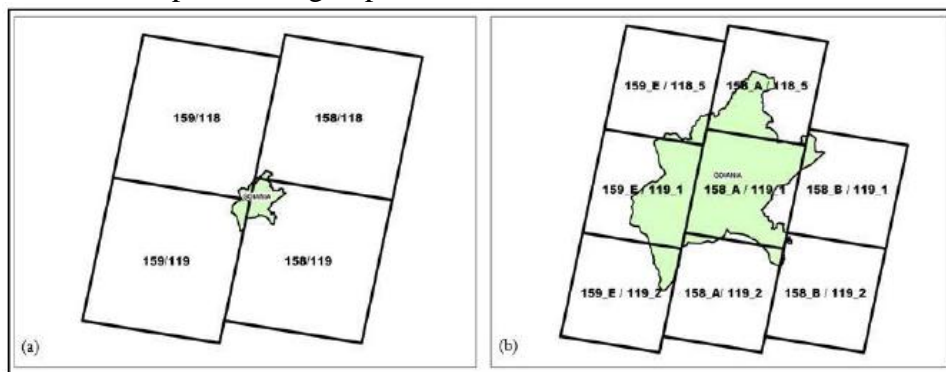 159/118
158/118
GOIANIA
159/119
158/119
(a)
159_E / 118_5
158_A / 118_5
GOIANIA
159_E / 119_1
158_A / 119_1
158_B / 119_1
159_E / 119_2
158_A / 119_2
158_B / 119_2
(b)